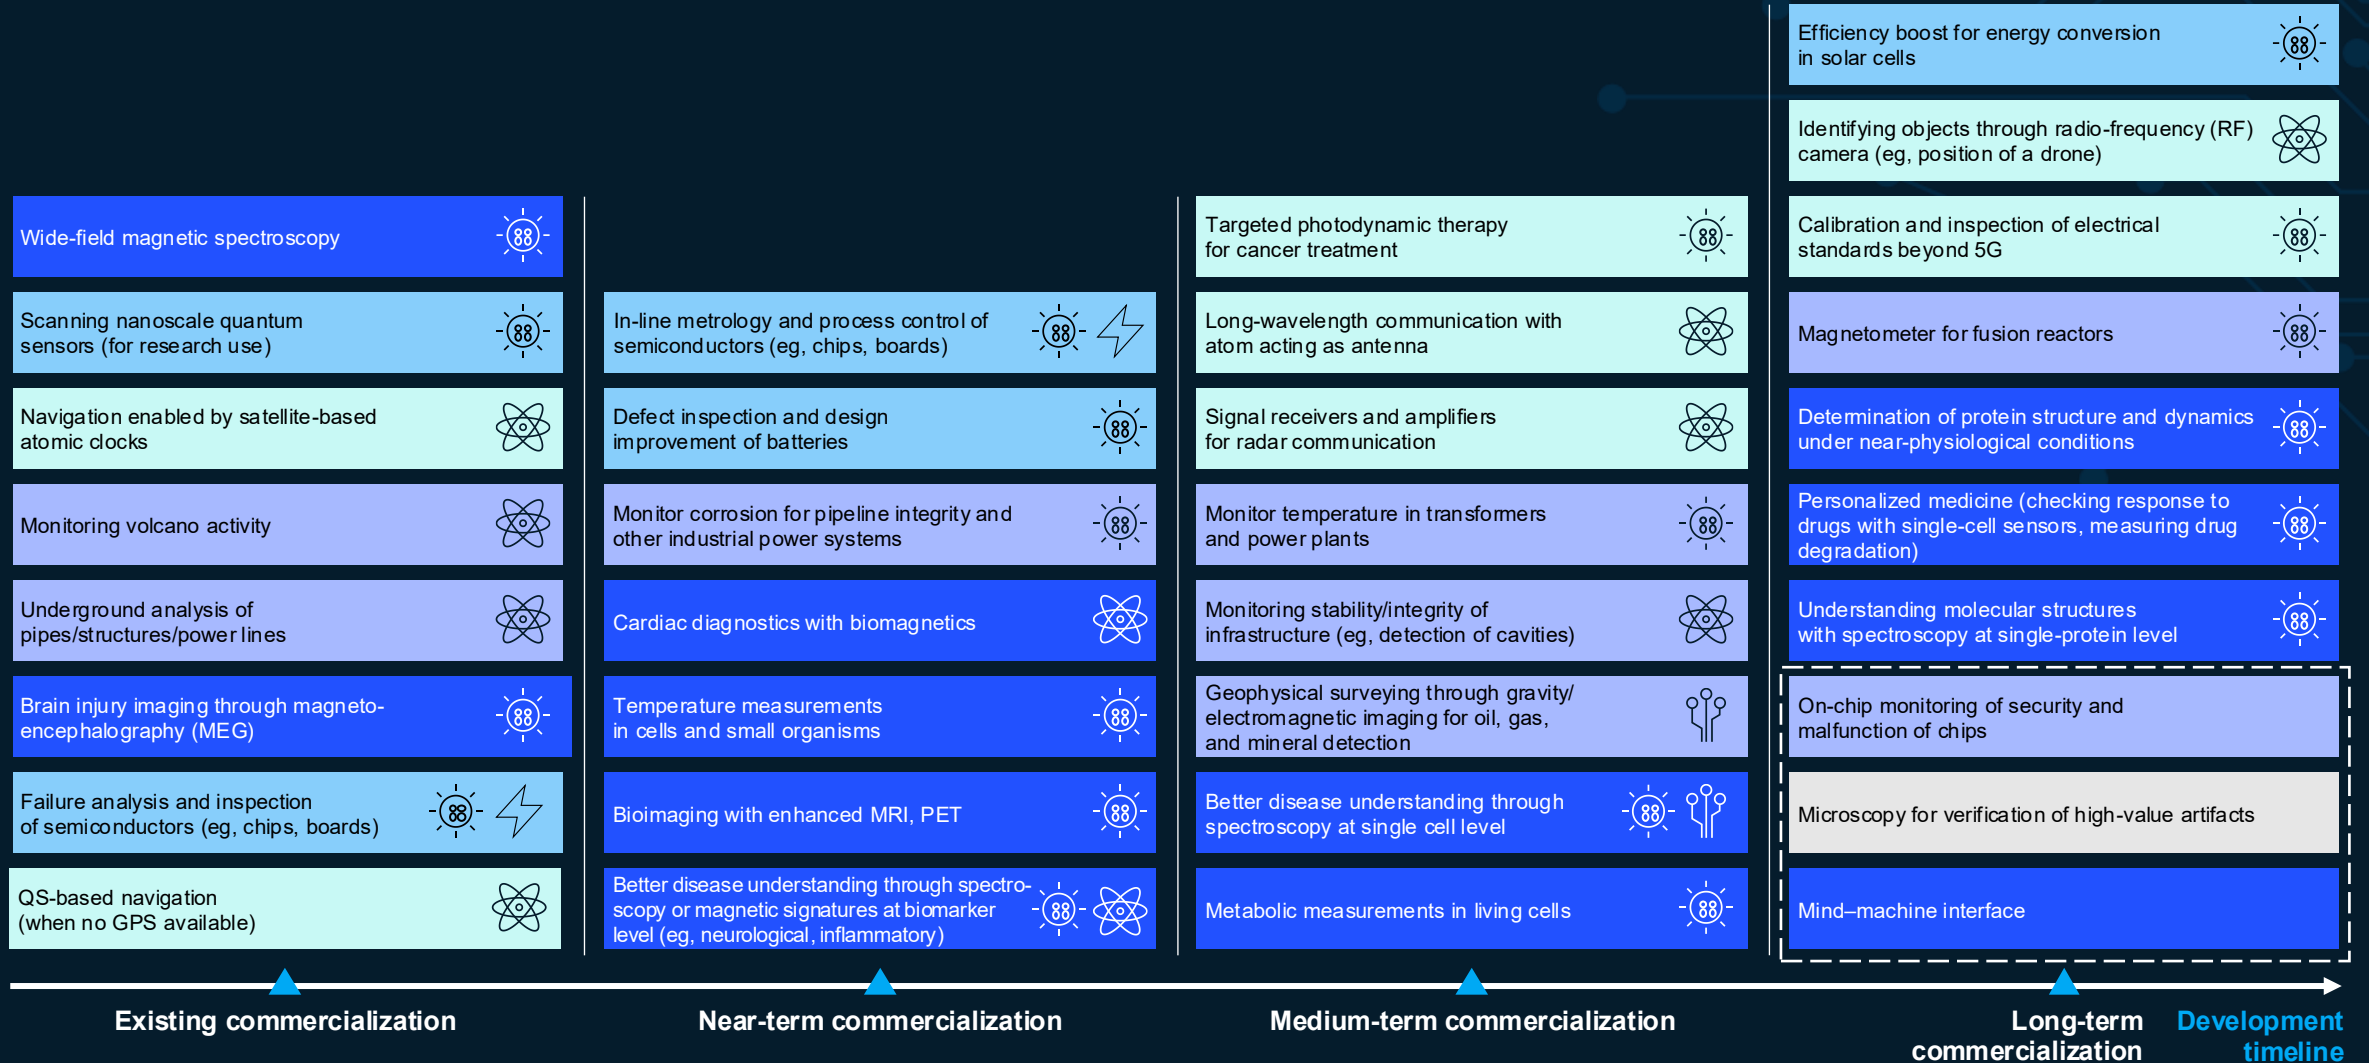 Wide-field magnetic spectroscopy
Scanning nanoscale quantum
sensors (for research use)
Navigation enabled by satellite-based
atomic clocks
Monitoring volcano activity
Underground analysis of
pipes/structures/power lines
Brain injury imaging through magneto-
encephalography (MEG)
Failure analysis and inspection
of semiconductors (eg, chips, boards)
QS-based navigation
(when no GPS available)
Existing commercialization
In-line metrology and process control of
semiconductors (eg, chips, boards)
Defect inspection and design
improvement of batteries
Monitor corrosion for pipeline integrity and
other industrial power systems
Cardiac diagnostics with biomagnetics
Temperature measurements
in cells and small organisms
Bioimaging with enhanced MRI, PET
Better disease understanding through spectro-
scopy or magnetic signatures at biomarker
level (eg, neurological, inflammatory)
Near-term commercialization
Targeted photodynamic therapy
for cancer treatment
Long-wavelength communication with
atom acting as antenna
Signal receivers and amplifiers
for radar communication
Monitor temperature in transformers
and power plants
Monitoring stability/integrity of
infrastructure (eg, detection of cavities)
Geophysical surveying through gravity/
electromagnetic imaging for oil, gas,
and mineral detection
Better disease understanding through
spectroscopy at single cell level
Metabolic measurements in living cells
Medium-term commercialization
Efficiency boost for energy conversion
in solar cells
Identifying objects through radio-frequency (RF)
camera (eg, position of a drone)
Calibration and inspection of electrical
standards beyond 5G
Magnetometer for fusion reactors
Determination of protein structure and dynamics
under near-physiological conditions
Personalized medicine (checking response to
drugs with single-cell sensors, measuring drug
degradation)
Understanding molecular structures
with spectroscopy at single-protein level
On-chip monitoring of security and
malfunction of chips
Microscopy for verification of high-value artifacts
Mind–machine interface
Long-term
commercialization
Development
timeline